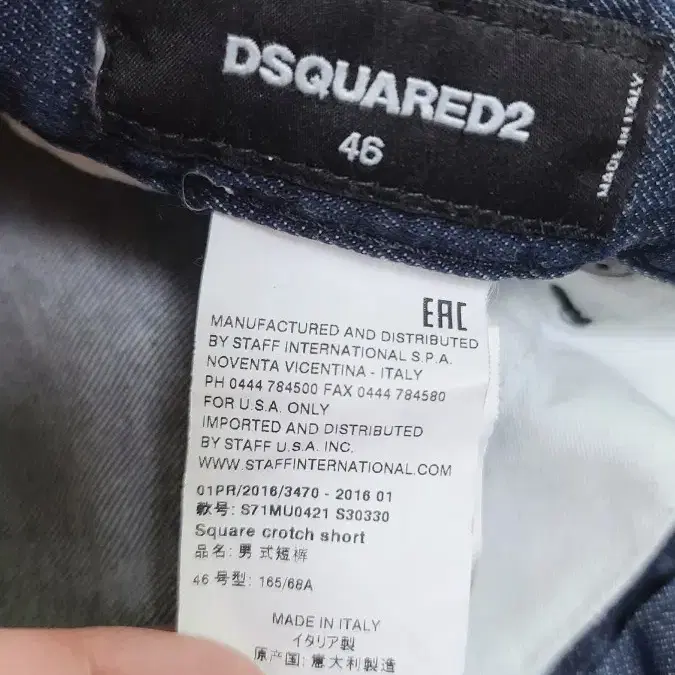 DSQUARED2
46
MADE IN ITALY
EAC
MANUFACTURED AND DISTRIBUTED
BY STAFF INTERNATIONAL S.P.A.
NOVENTA VICENTINA - ITALY
PH 0444 784500 FAX 0444 784580
FOR U.S.A. ONLY
IMPORTED AND DISTRIBUTED
BY STAFF U.S.A. INC.
WWW.STAFFINTERNATIONAL.COM
01PR/2016/3470 - 2016 01
款号: S71MU0421 S30330
Square crotch short
品名: 男式短裤
46 号型: 165/68A
MADE IN ITALY
イタリア製
原产国: 意大利製造